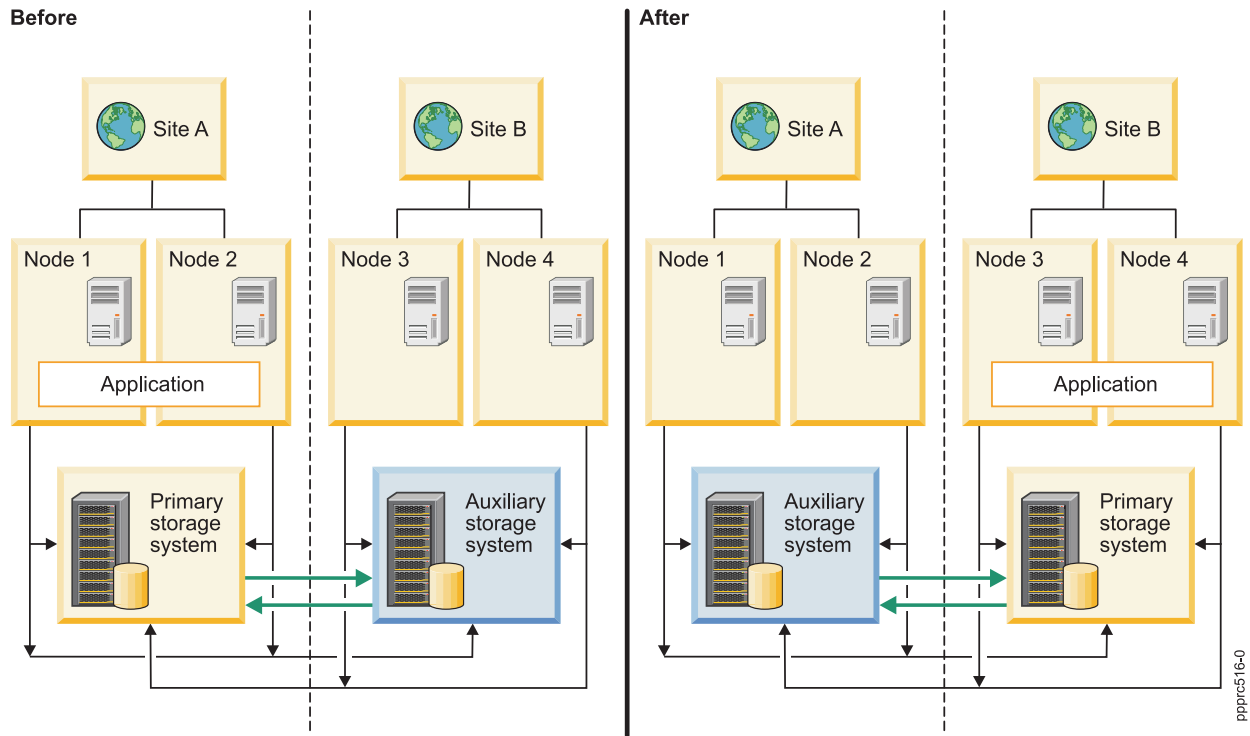 Before
Site A
Site B
Node 1
Node 2
Node 3
Node 4
Application
Primary
storage
system
Auxiliary
storage
system
After
Site A
Site B
Node 1
Node 2
Node 3
Node 4
Application
Auxiliary
storage
system
Primary
storage
system
ppprc516-0